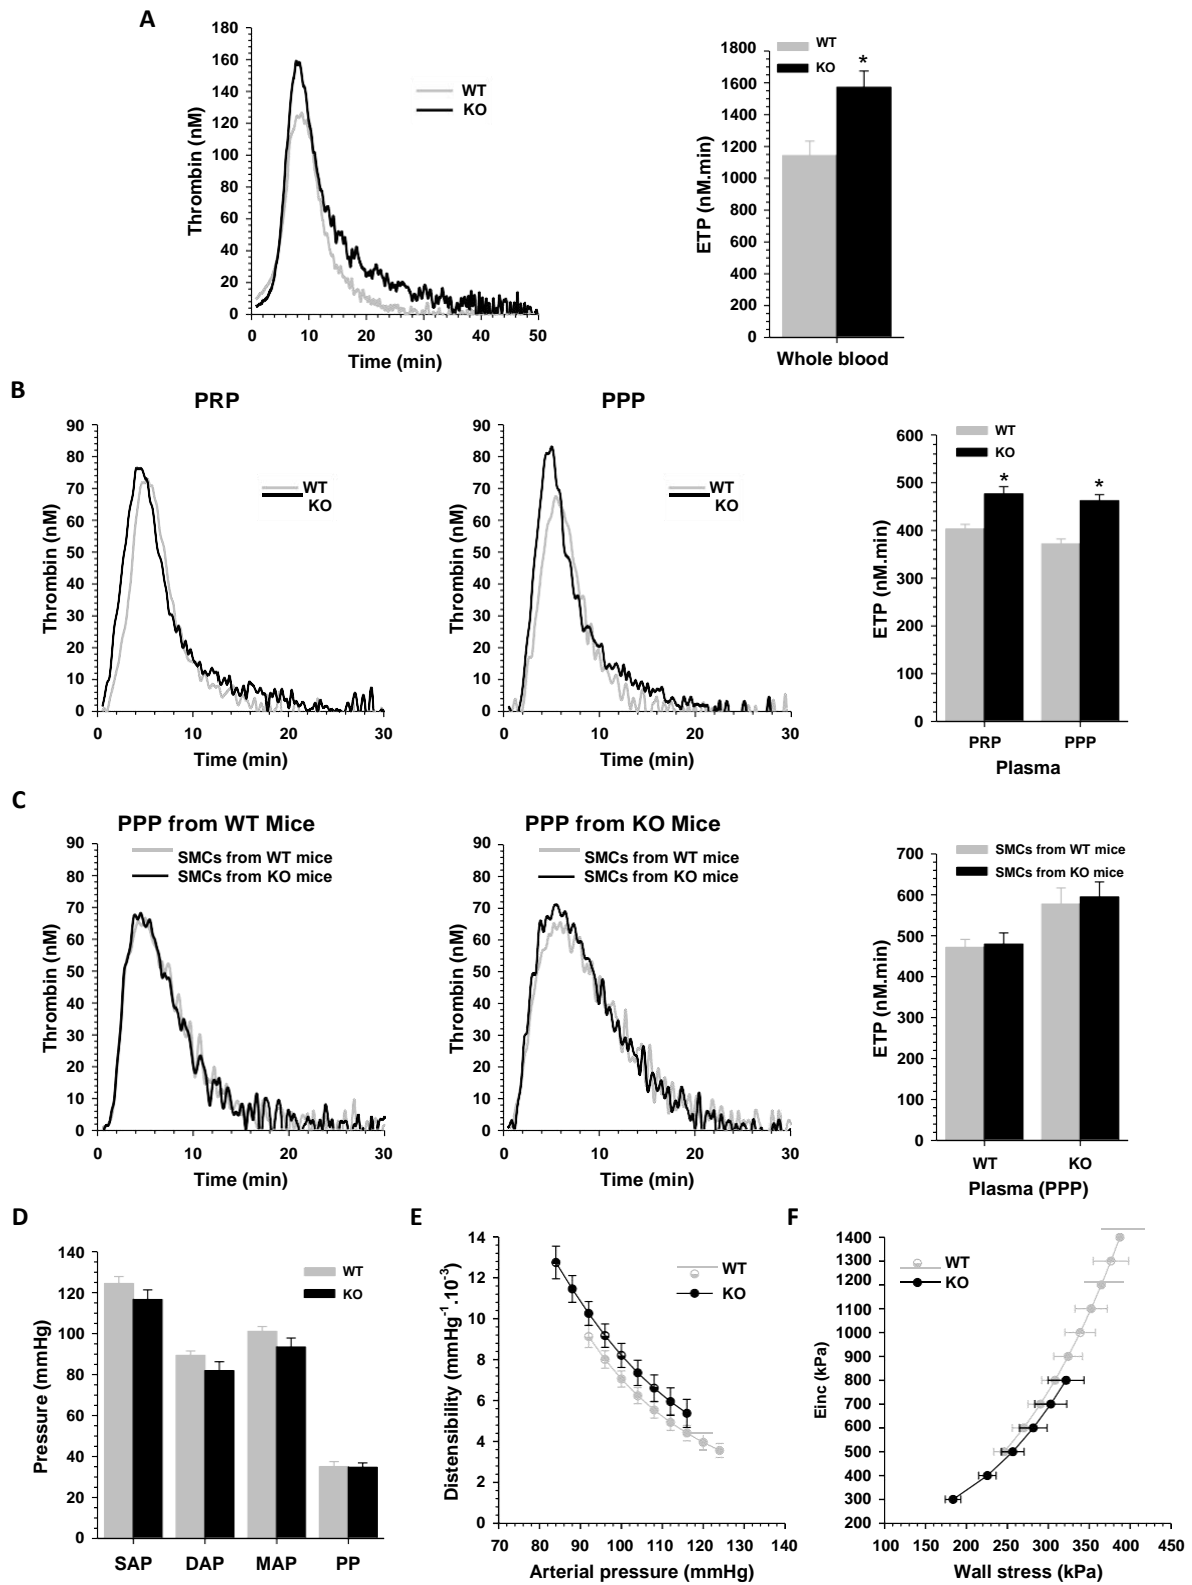 A
180
160
140
120
100
80
60
40
20
0
Thrombin (nM)
WT
KO
0 10 20 30 40 50
Time (min)
1800
1600
1400
1200
1000
800
600
400
200
0
ETP (nM.min)
WT
KO
*
Whole blood
B
PRP
90
80
70
60
50
40
30
20
10
0
Thrombin (nM)
WT
KO
0 10 20 30
Time (min)
PPP
90
80
70
60
50
40
30
20
10
0
Thrombin (nM)
WT
KO
0 10 20 30
Time (min)
600
500
400
300
200
100
0
ETP (nM.min)
WT
KO
* *
PRP PPP
Plasma
C
PPP from WT Mice
SMCs from WT mice
SMCs from KO mice
90
80
70
60
50
40
30
20
10
0
Thrombin (nM)
0 10 20 30
Time (min)
PPP from KO Mice
SMCs from WT mice
SMCs from KO mice
90
80
70
60
50
40
30
20
10
0
Thrombin (nM)
0 10 20 30
Time (min)
700
600
500
400
300
200
100
0
ETP (nM.min)
SMCs from WT mice
SMCs from KO mice
WT KO
Plasma (PPP)
D
140
120
100
80
60
40
20
0
Pressure (mmHg)
WT
KO
SAP DAP MAP PP
E
14
12
10
8
6
4
2
0
Distensibility (mmHg⁻¹.10⁻³)
WT
KO
70 80 90 100 110 120 130 140
Arterial pressure (mmHg)
F
1400
1300
1200
1100
1000
900
800
700
600
500
400
300
200
Einc (kPa)
WT
KO
100 150 200 250 300 350 400 450
Wall stress (kPa)